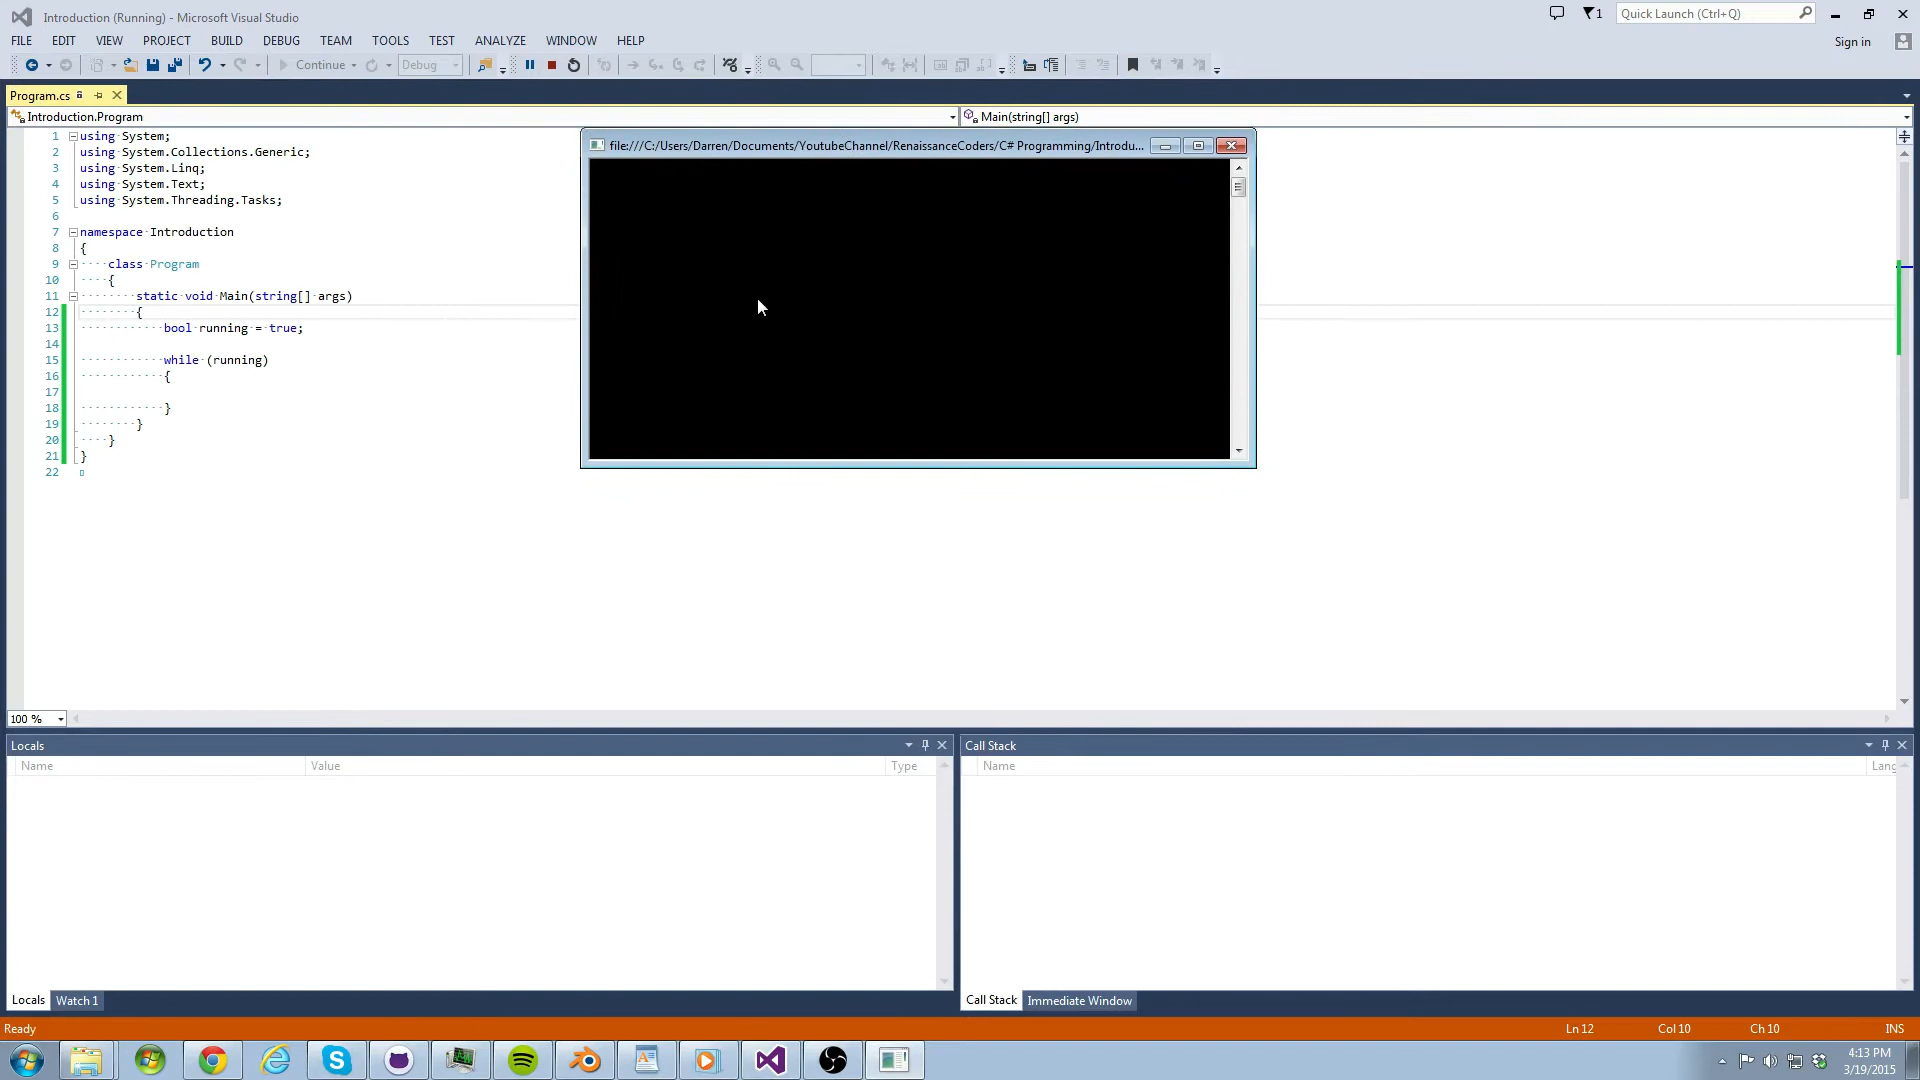 Introduction (Running) - Microsoft Visual Studio
1
Quick Launch (Ctrl+Q)
FILE EDIT VIEW PROJECT BUILD DEBUG TEAM TOOLS TEST ANALYZE WINDOW HELP
Sign in
Continue
Debug
Program.cs
Introduction.Program
Main(string[] args)
1 using System;
2 using System.Collections.Generic;
3 using System.Linq;
4 using System.Text;
5 using System.Threading.Tasks;
6
7 namespace Introduction
8 {
9 class Program
10 {
11 static void Main(string[] args)
12 {
13 bool running = true;
14
15 while (running)
16 {
17
18 }
19 }
20 }
21 }
22
file:///C:/Users/Darren/Documents/YoutubeChannel/RenaissanceCoders/C# Programming/Introdu...
100 %
Locals
Name Value Type
Call Stack
Name Lang
Locals Watch 1
Call Stack Immediate Window
Ready
Ln 12 Col 10 Ch 10 INS
4:13 PM
3/19/2015